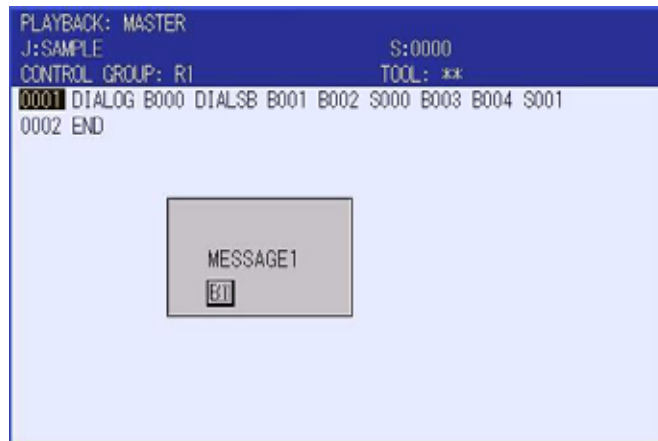 PLAYBACK: MASTER
J:SAMPLE S:0000
CONTROL GROUP: R1 TOOL: **
0001 DIALOG B000 DIALSB B001 B002 S000 B003 B004 S001
0002 END
MESSAGE1